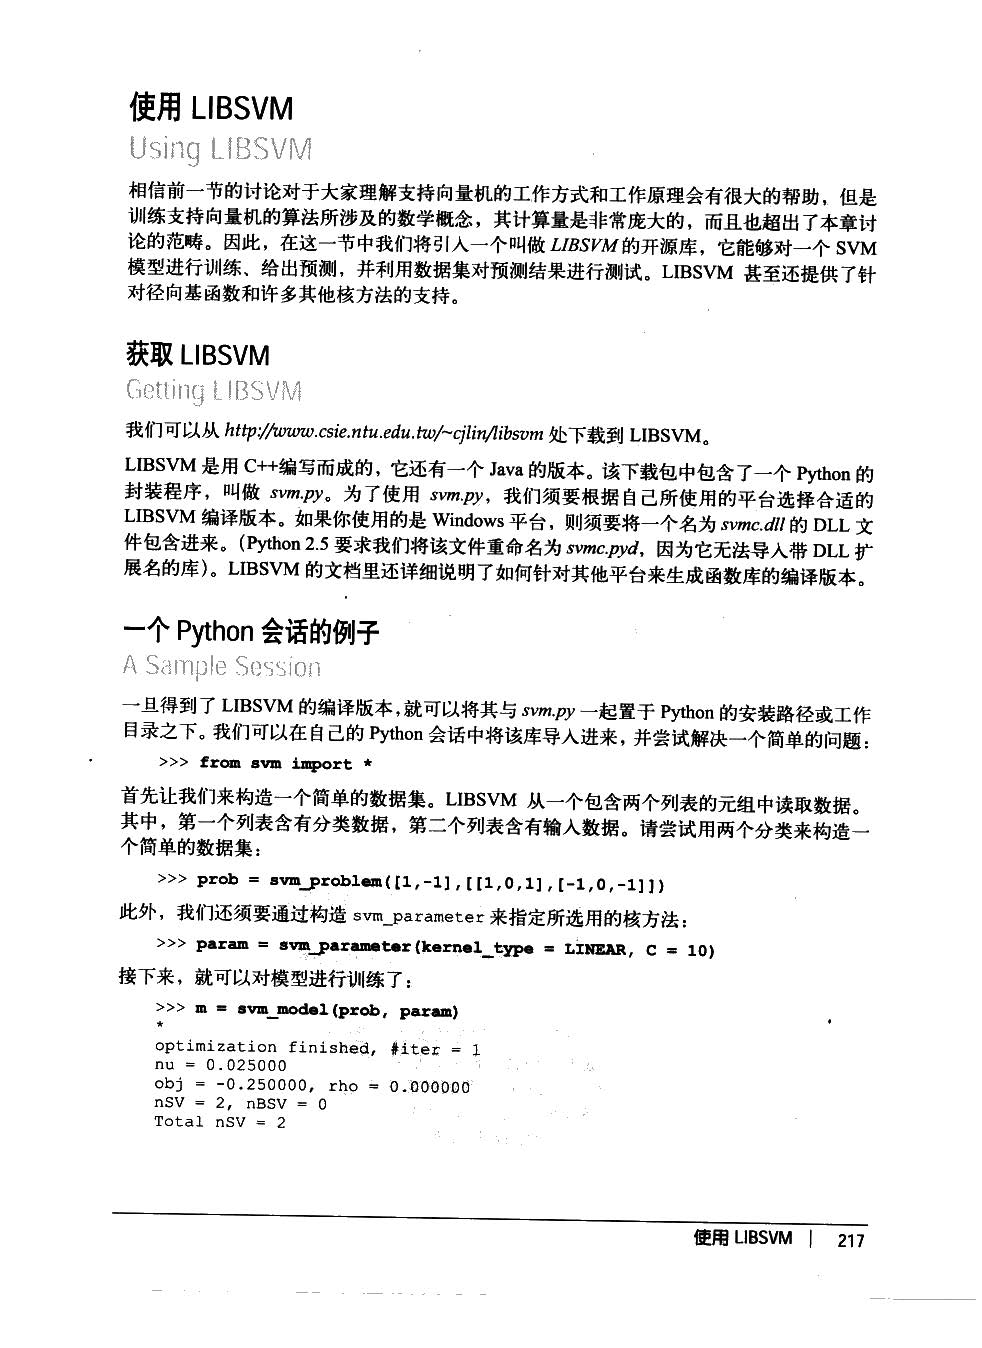 使用 LIBSVM
Using LIBSVM
相信前一节的讨论对于大家理解支持向量机的工作方式和工作原理会有很大的帮助，但是
训练支持向量机的算法所涉及的数学概念，其计算量是非常庞大的，而且也超出了本章讨
论的范畴。因此，在这一节中我们将引入一个叫做 LIBSVM 的开源库，它能够对一个 SVM
模型进行训练、给出预测，并利用数据集对预测结果进行测试。LIBSVM 甚至还提供了针
对径向基函数和许多其他核方法的支持。
获取 LIBSVM
Getting LIBSVM
我们可以从 http://www.csie.ntu.edu.tw/~cjlin/libsvm 处下载到 LIBSVM。
LIBSVM 是用 C++编写而成的，它还有一个 Java 的版本。该下载包中包含了一个 Python 的
封装程序，叫做 svm.py。为了使用 svm.py，我们须要根据自己所使用的平台选择合适的
LIBSVM 编译版本。如果你使用的是 Windows 平台，则须要将一个名为 svmc.dll 的 DLL 文
件包含进来。（Python 2.5 要求我们将该文件重命名为 svmc.pyd，因为它无法导入带 DLL 扩
展名的库）。LIBSVM 的文档里还详细说明了如何针对其他平台来生成函数库的编译版本。
一个 Python 会话的例子
A Sample Session
一旦得到了 LIBSVM 的编译版本，就可以将其与 svm.py 一起置于 Python 的安装路径或工作
目录之下。我们可以在自己的 Python 会话中将该库导入进来，并尝试解决一个简单的问题：
>>> from svm import *
首先让我们来构造一个简单的数据集。LIBSVM 从一个包含两个列表的元组中读取数据。
其中，第一个列表含有分类数据，第二个列表含有输入数据。请尝试用两个分类来构造一
个简单的数据集：
>>> prob = svm_problem([1,-1],[[1,0,1],[-1,0,-1]])
此外，我们还须要通过构造 svm_parameter 来指定所选用的核方法：
>>> param = svm_parameter(kernel_type = LINEAR, C = 10)
接下来，就可以对模型进行训练了：
>>> m = svm_model(prob, param)
*
optimization finished, #iter = 1
nu = 0.025000
obj = -0.250000, rho = 0.000000
nSV = 2, nBSV = 0
Total nSV = 2
使用 LIBSVM | 217